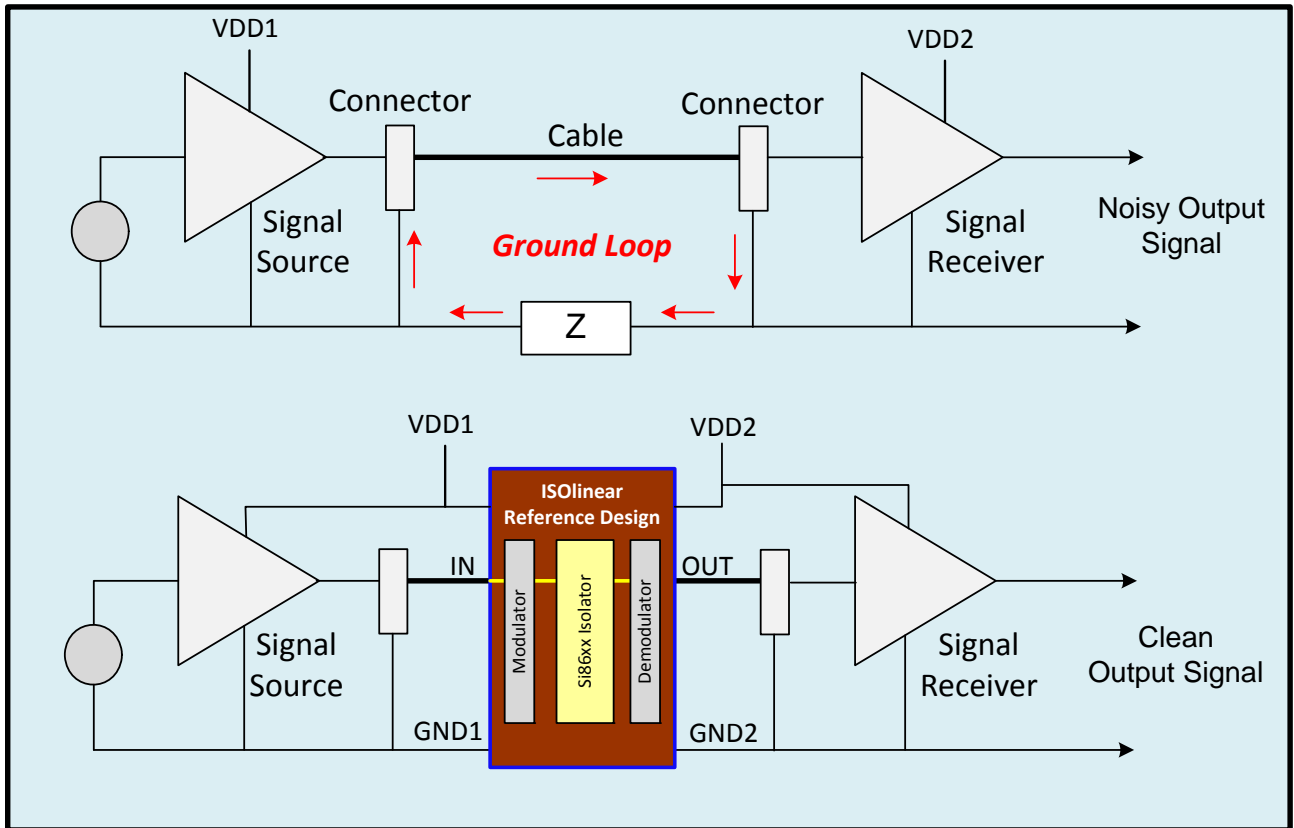 VDD1
VDD2
Connector
Connector
Cable
Signal
Source
Ground Loop
Signal
Receiver
Noisy Output
Signal
Z
VDD1
VDD2
ISOlinear
Reference Design
IN
OUT
Modulator
Si86xx Isolator
Demodulator
Signal
Source
Signal
Receiver
Clean
Output Signal
GND1
GND2